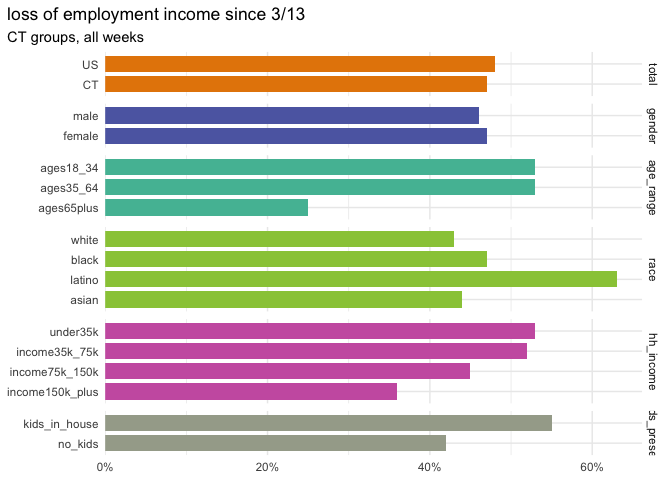 loss of employment income since 3/13
CT groups, all weeks
US
CT
total
male
female
gender
ages18_34
ages35_64
ages65plus
age_range
white
black
latino
asian
race
under35k
income35k_75k
income75k_150k
income150k_plus
hh_income
kids_in_house
no_kids
ds_prese
0%
20%
40%
60%